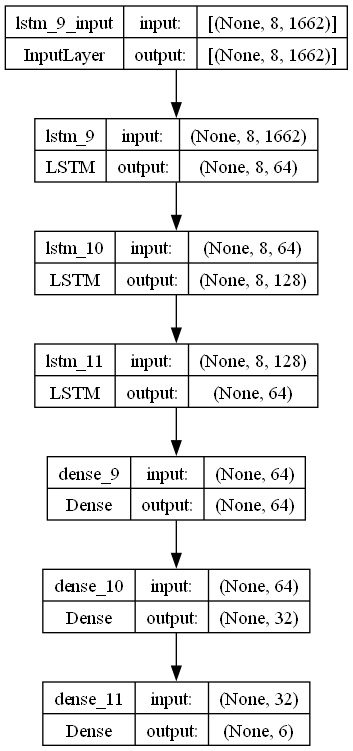 lstm_9_input input: [(None, 8, 1662)]
InputLayer output: [(None, 8, 1662)]
lstm_9 input: (None, 8, 1662)
LSTM output: (None, 8, 64)
lstm_10 input: (None, 8, 64)
LSTM output: (None, 8, 128)
lstm_11 input: (None, 8, 128)
LSTM output: (None, 64)
dense_9 input: (None, 64)
Dense output: (None, 64)
dense_10 input: (None, 64)
Dense output: (None, 32)
dense_11 input: (None, 32)
Dense output: (None, 6)